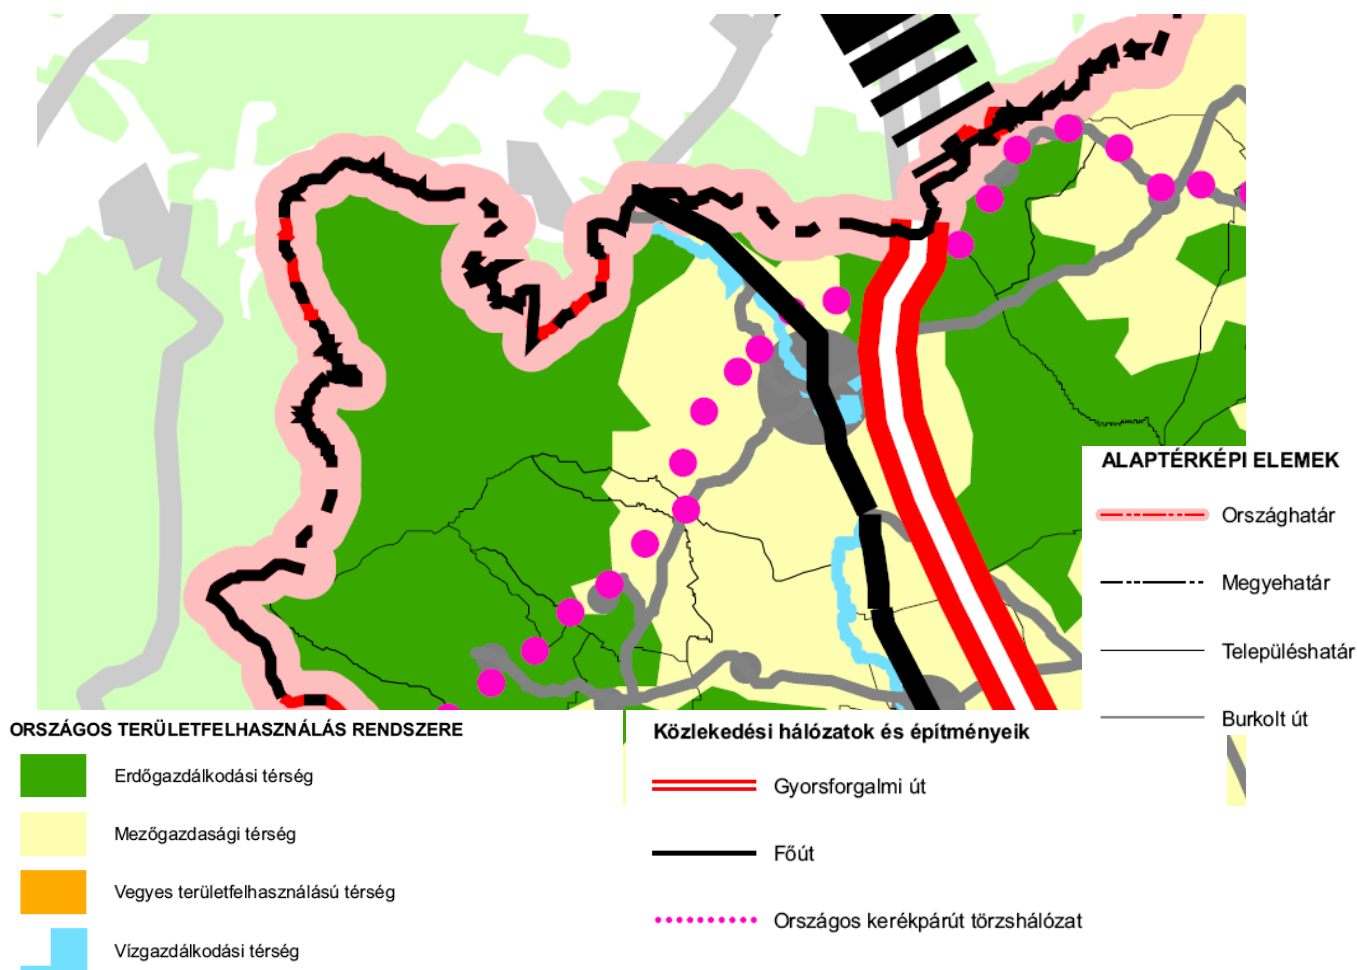 ALAPTÉRKÉPI ELEMEK
Országhatár
Megyehatár
Településhatár
Burkolt út
ORSZÁGOS TERÜLETFELHASZNÁLÁS RENDSZERE
Erdőgazdálkodási térség
Mezőgazdasági térség
Vegyes területfelhasználású térség
Vízgazdálkodási térség
Közlekedési hálózatok és építményeik
Gyorsforgalmi út
Főút
Országos kerékpárút törzshálózat